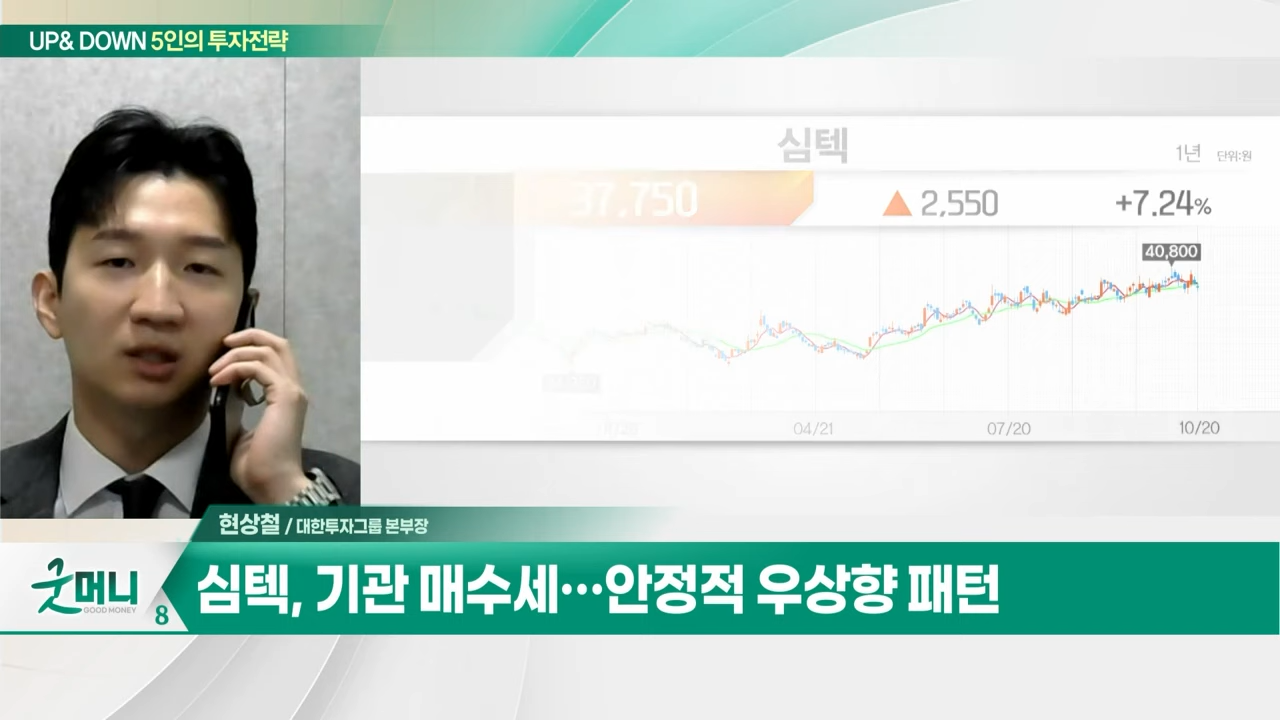 UP& DOWN 5인의 투자전략
심텍
1년 단위:원
37,750 ▲ 2,550 +7.24%
40,800
04/21 07/20 10/20
현상철 / 대한투자그룹 본부장
굿머니
GOOD MONEY
8
심텍, 기관 매수세…안정적 우상향 패턴